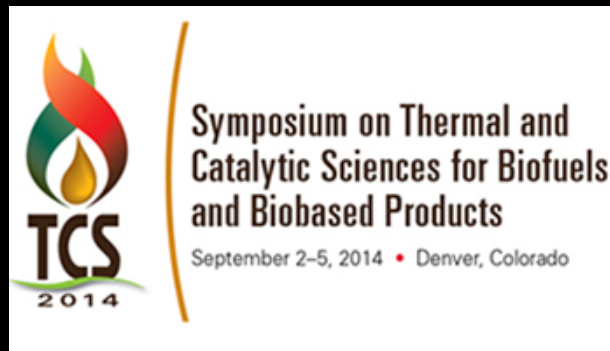 TCS
2014
Symposium on Thermal and
Catalytic Sciences for Biofuels
and Biobased Products
September 2–5, 2014 • Denver, Colorado